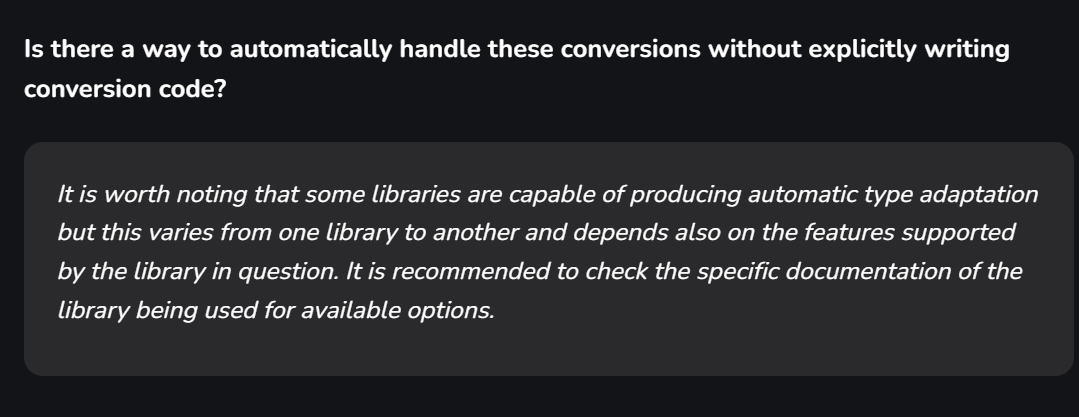 Is there a way to automatically handle these conversions without explicitly writing
conversion code?
It is worth noting that some libraries are capable of producing automatic type adaptation
but this varies from one library to another and depends also on the features supported
by the library in question. It is recommended to check the specific documentation of the
library being used for available options.